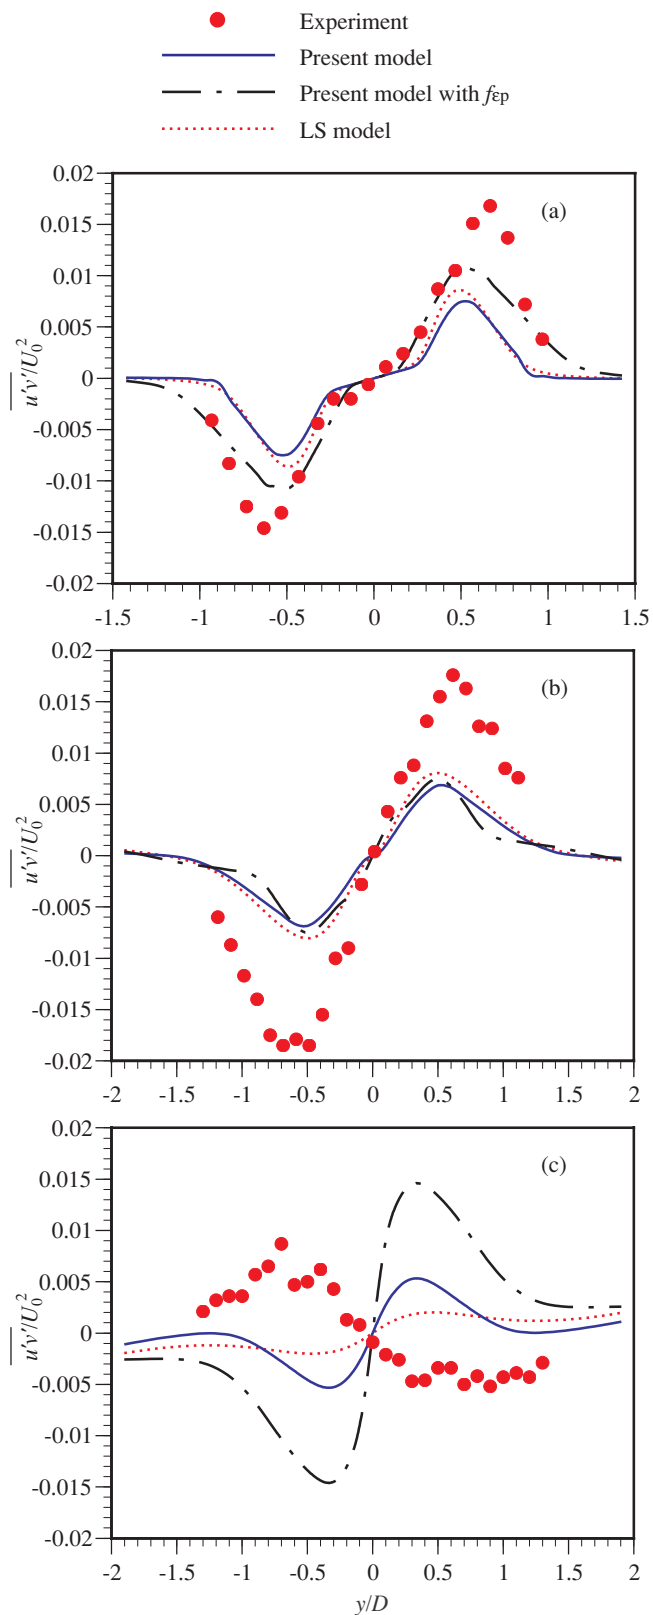 Experiment
Present model
Present model with fεp
LS model
0.02
0.015
0.01
0.005
0
-0.005
-0.01
-0.015
-0.02
u'v'/U₀²
(a)
-1.5 -1 -0.5 0 0.5 1 1.5
0.02
0.015
0.01
0.005
0
-0.005
-0.01
-0.015
-0.02
u'v'/U₀²
(b)
-2 -1.5 -1 -0.5 0 0.5 1 1.5 2
0.02
0.015
0.01
0.005
0
-0.005
-0.01
-0.015
-0.02
u'v'/U₀²
(c)
-2 -1.5 -1 -0.5 0 0.5 1 1.5 2
y/D